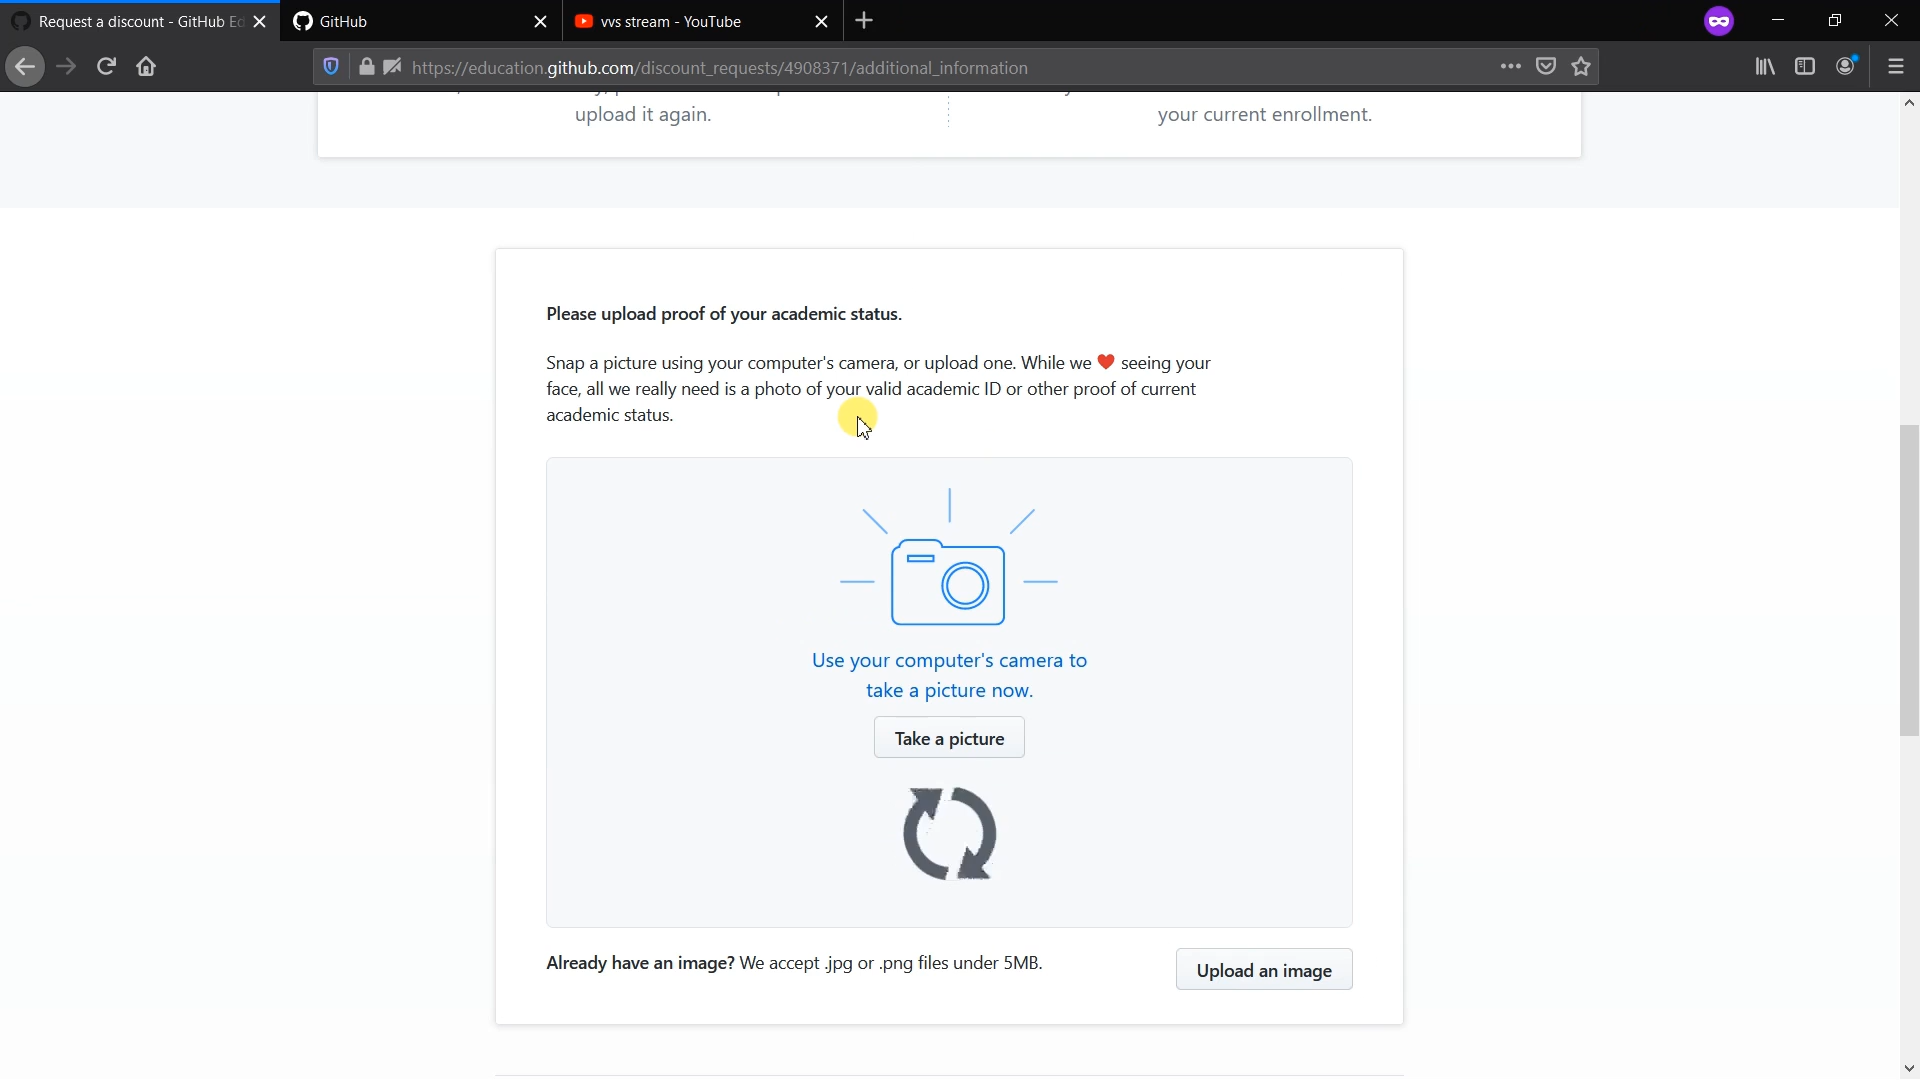 Request a discount - GitHub Ed
GitHub
vvs stream - YouTube
https://education.github.com/discount_requests/4908371/additional_information
upload it again.
your current enrollment.
Please upload proof of your academic status.
Snap a picture using your computer's camera, or upload one. While we ❤ seeing your
face, all we really need is a photo of your valid academic ID or other proof of current
academic status.
Use your computer's camera to
take a picture now.
Take a picture
Already have an image? We accept .jpg or .png files under 5MB.
Upload an image